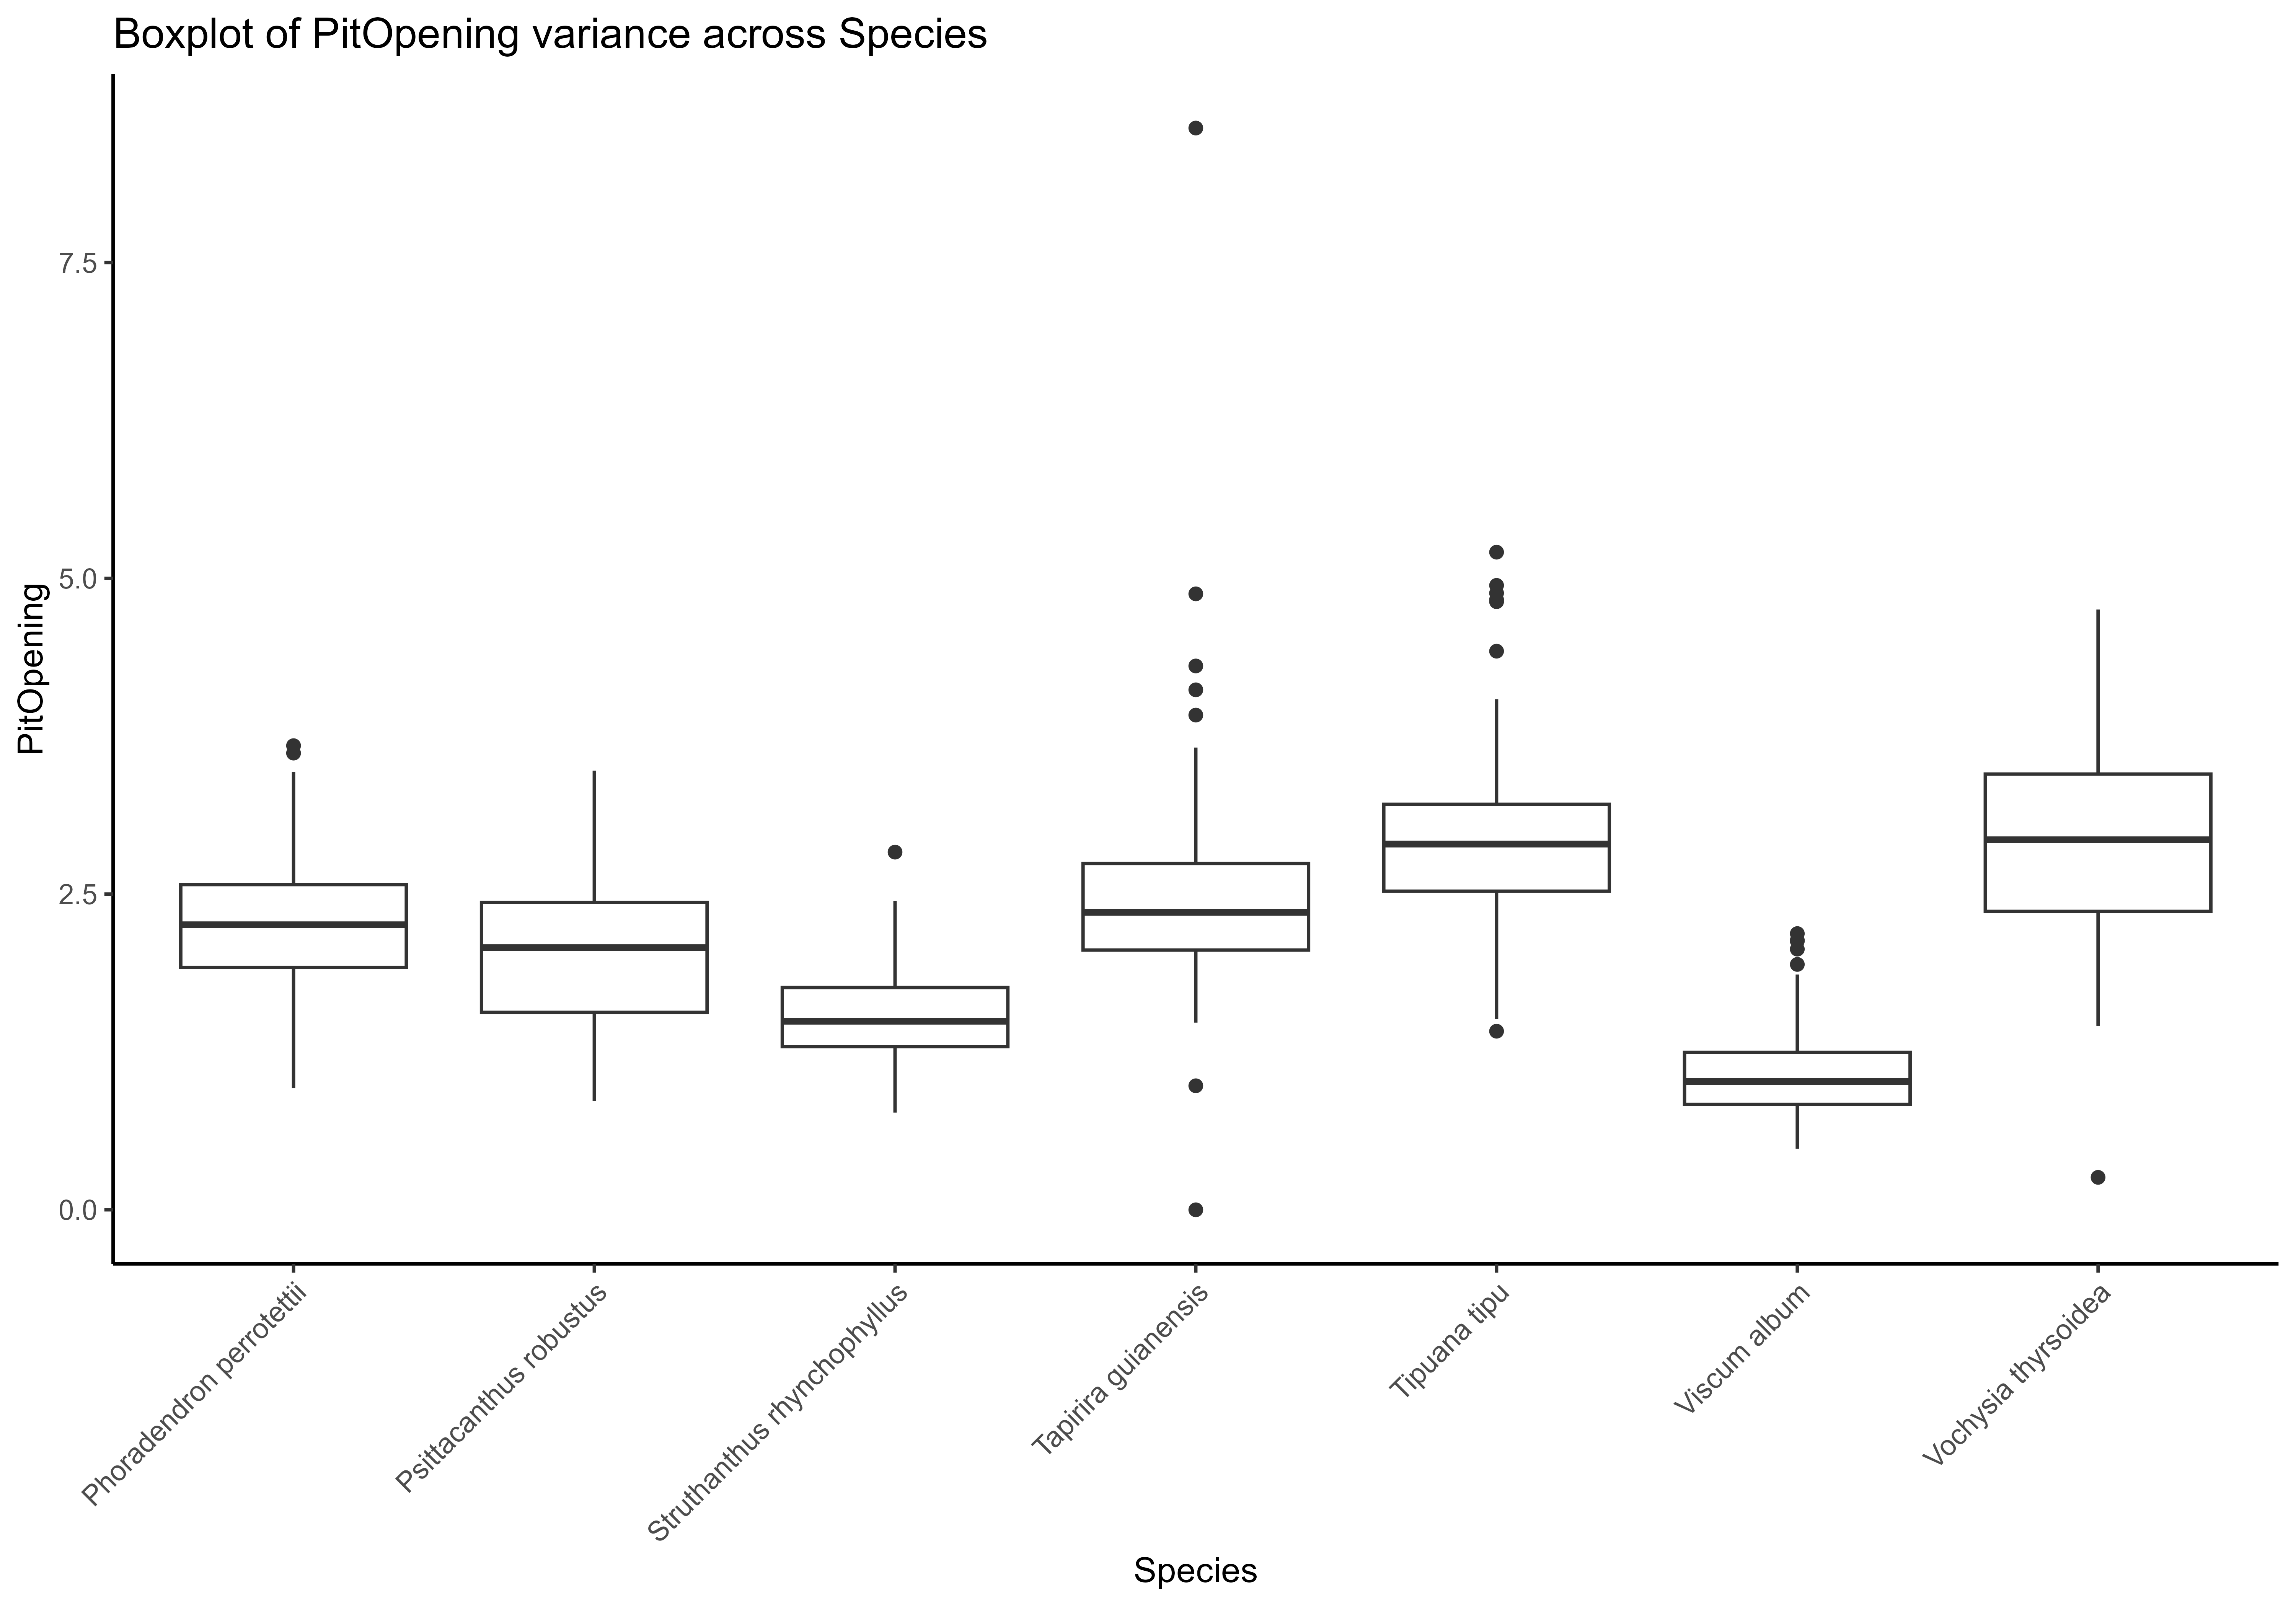 Boxplot of PitOpening variance across Species
PitOpening
7.5
5.0
2.5
0.0
Phoradendron perrotettii
Psittacanthus robustus
Struthanthus rhynchophyllus
Tapirira guianensis
Tipuana tipu
Viscum album
Vochysia thyrsoidea
Species